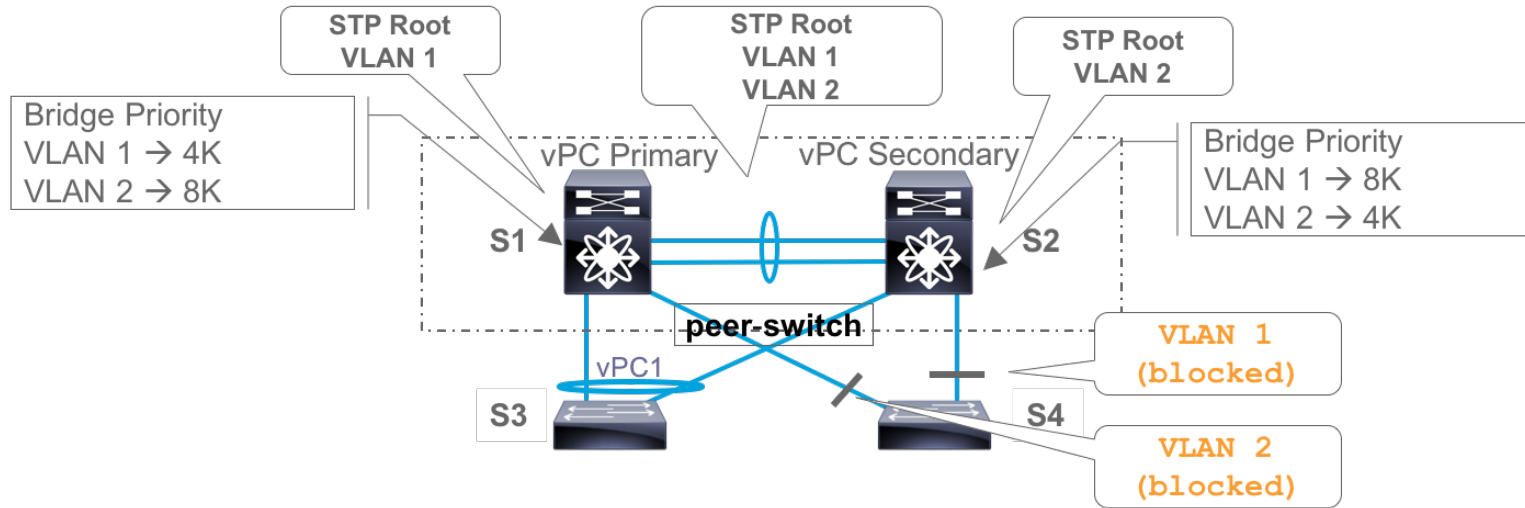 STP Root
VLAN 1
STP Root
VLAN 1
VLAN 2
STP Root
VLAN 2
Bridge Priority
VLAN 1 → 4K
VLAN 2 → 8K
vPC Primary
vPC Secondary
Bridge Priority
VLAN 1 → 8K
VLAN 2 → 4K
S1
S2
peer-switch
vPC1
VLAN 1
(blocked)
S3
S4
VLAN 2
(blocked)